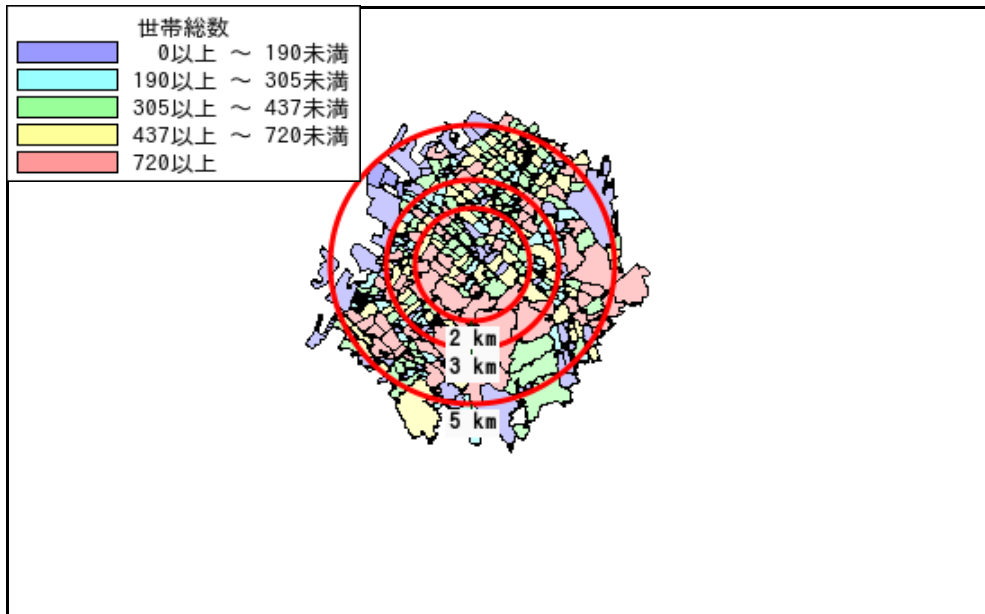 世帯総数
0以上 ～ 190未満
190以上 ～ 305未満
305以上 ～ 437未満
437以上 ～ 720未満
720以上
2 km
3 km
5 km